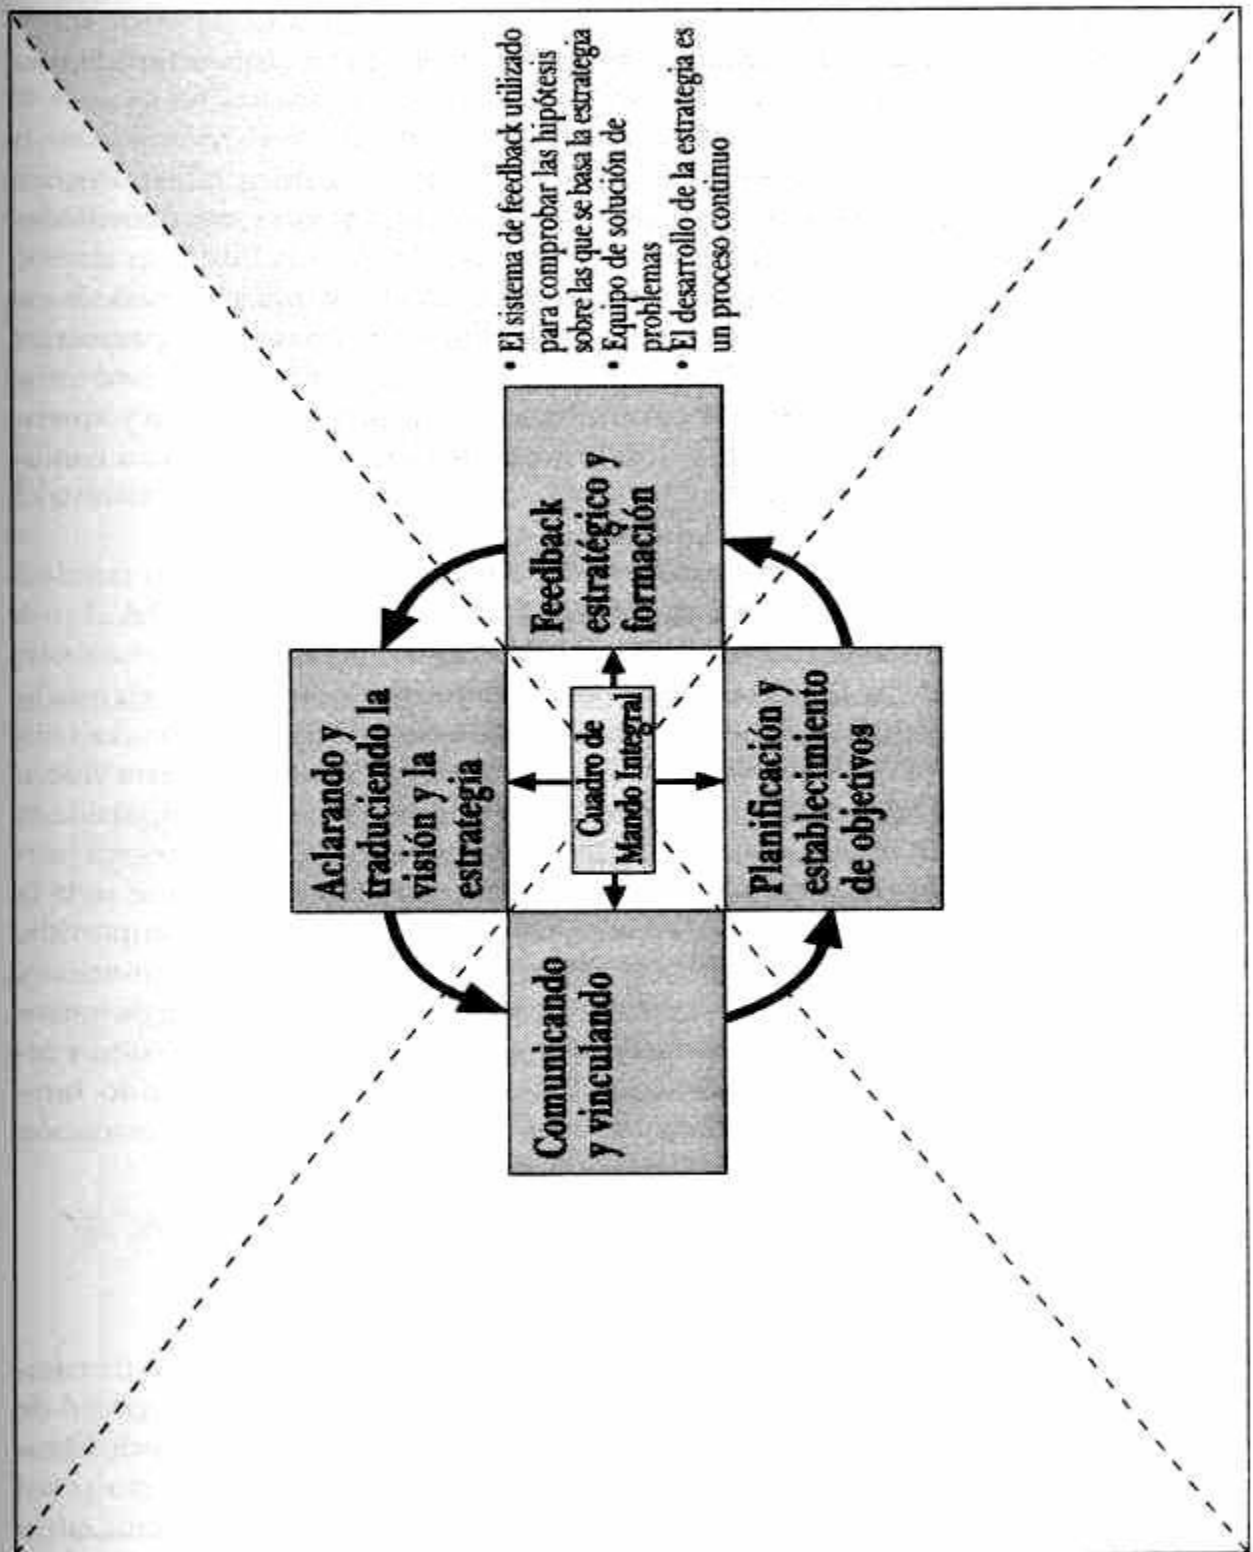 Aclarando y
traduciendo la
visión y la
estrategia
Comunicando
y vinculando
Cuadro de
Mando Integral
Feedback
estratégico y
formación
• El sistema de feedback utilizado
para comprobar las hipótesis
sobre las que se basa la estrategia
• Equipo de solución de
problemas
• El desarrollo de la estrategia es
un proceso continuo
Planificación y
establecimiento
de objetivos